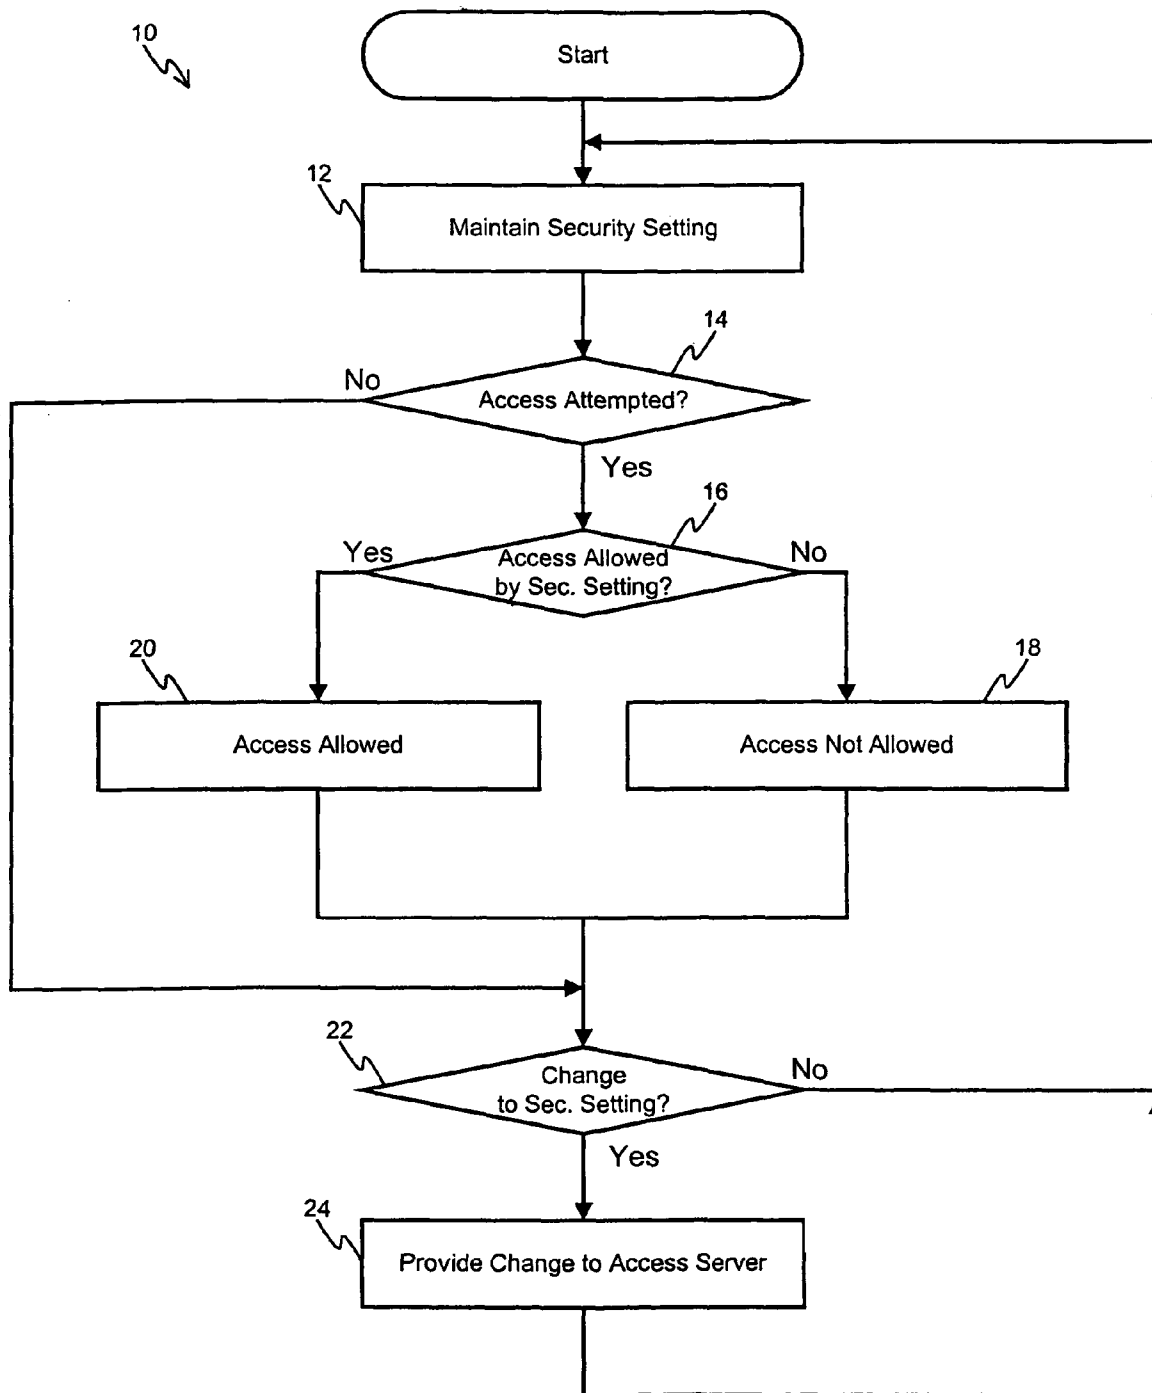 10
Start
12
Maintain Security Setting
14
No
Access Attempted?
Yes
16
Yes
Access Allowed
by Sec. Setting?
No
20
18
Access Allowed
Access Not Allowed
22
Change
to Sec. Setting?
No
Yes
24
Provide Change to Access Server